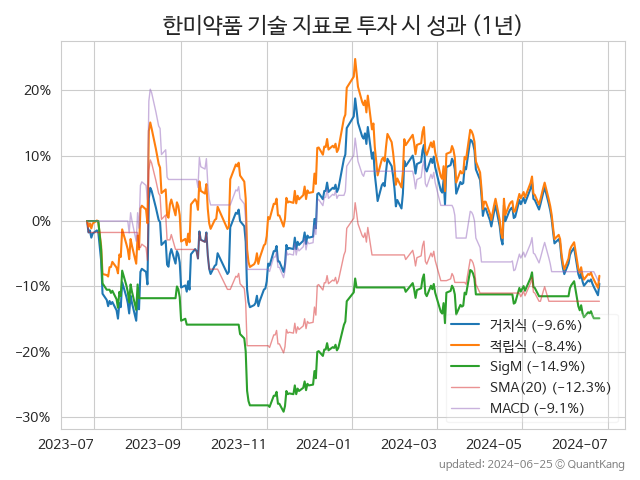 한미약품 기술 지표로 투자 시 성과 (1년)
20%
10%
0%
−10%
−20%
−30%
거치식 (−9.6%)
적립식 (−8.4%)
SigM (−14.9%)
SMA(20) (−12.3%)
MACD (−9.1%)
2023-07 2023-09 2023-11 2024-01 2024-03 2024-05 2024-07
updated: 2024-06-25 © QuantKang